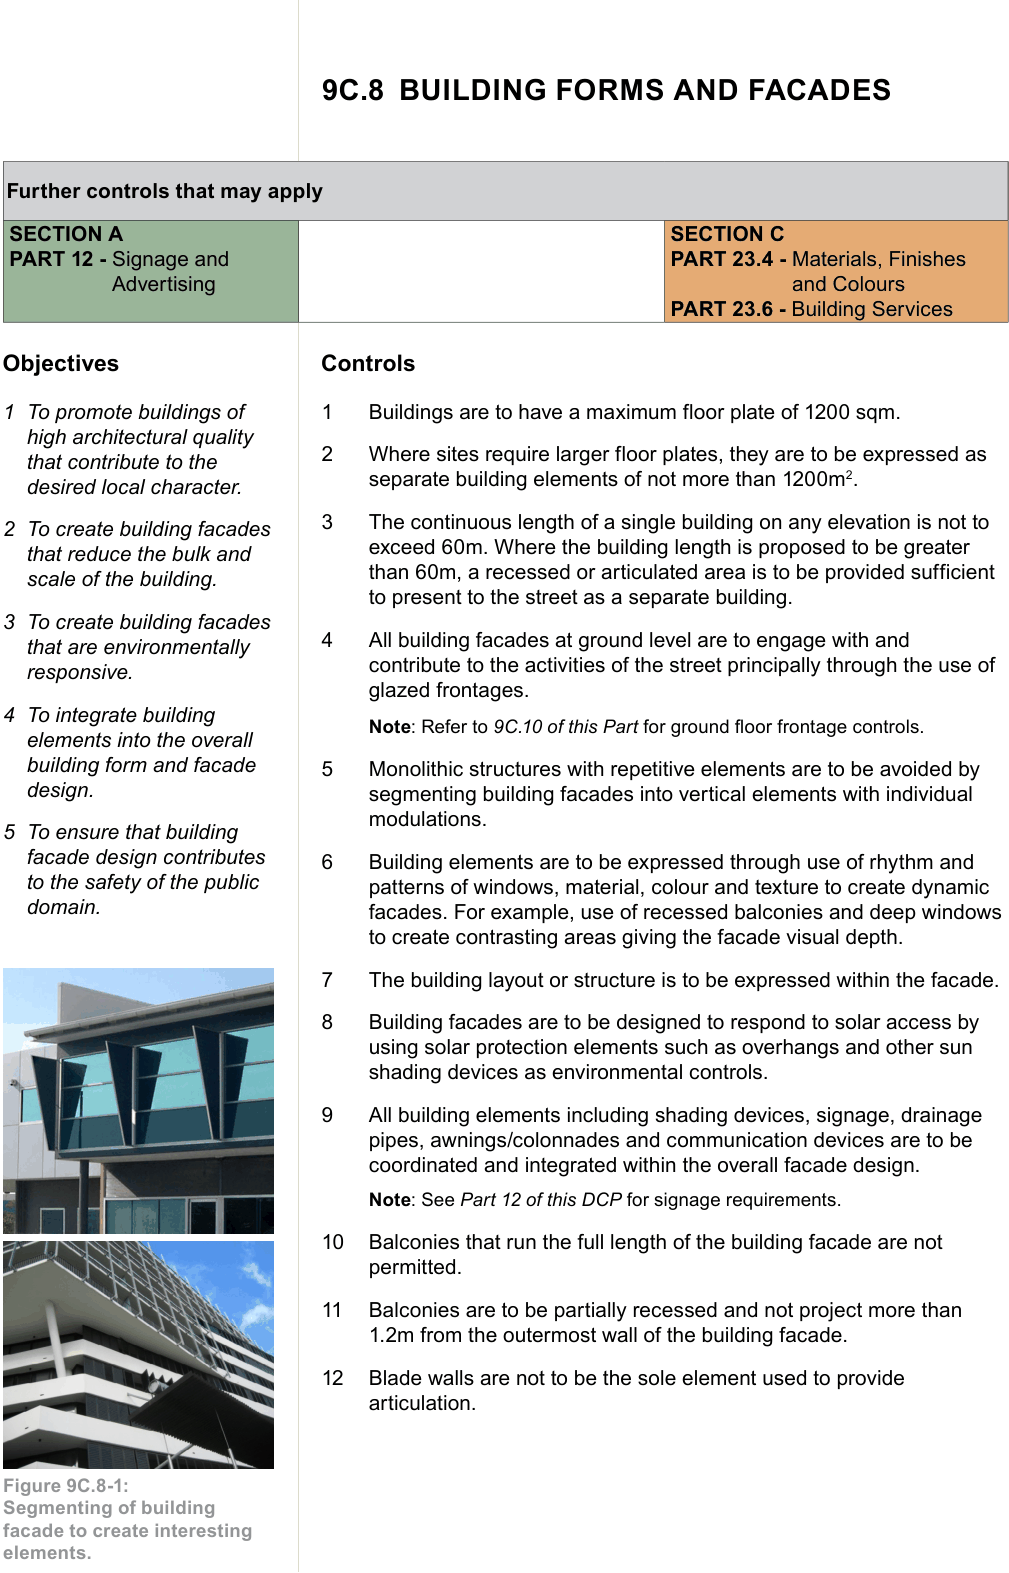 9C.8 BUILDING FORMS AND FACADES
Further controls that may apply
SECTION A
PART 12 - Signage and
Advertising
SECTION C
PART 23.4 - Materials, Finishes
and Colours
PART 23.6 - Building Services
Objectives
1 To promote buildings of
high architectural quality
that contribute to the
desired local character.
2 To create building facades
that reduce the bulk and
scale of the building.
3 To create building facades
that are environmentally
responsive.
4 To integrate building
elements into the overall
building form and facade
design.
5 To ensure that building
facade design contributes
to the safety of the public
domain.
Figure 9C.8-1:
Segmenting of building
facade to create interesting
elements.
Controls
1 Buildings are to have a maximum floor plate of 1200 sqm.
2 Where sites require larger floor plates, they are to be expressed as
separate building elements of not more than 1200m².
3 The continuous length of a single building on any elevation is not to
exceed 60m. Where the building length is proposed to be greater
than 60m, a recessed or articulated area is to be provided sufficient
to present to the street as a separate building.
4 All building facades at ground level are to engage with and
contribute to the activities of the street principally through the use of
glazed frontages.
Note: Refer to 9C.10 of this Part for ground floor frontage controls.
5 Monolithic structures with repetitive elements are to be avoided by
segmenting building facades into vertical elements with individual
modulations.
6 Building elements are to be expressed through use of rhythm and
patterns of windows, material, colour and texture to create dynamic
facades. For example, use of recessed balconies and deep windows
to create contrasting areas giving the facade visual depth.
7 The building layout or structure is to be expressed within the facade.
8 Building facades are to be designed to respond to solar access by
using solar protection elements such as overhangs and other sun
shading devices as environmental controls.
9 All building elements including shading devices, signage, drainage
pipes, awnings/colonnades and communication devices are to be
coordinated and integrated within the overall facade design.
Note: See Part 12 of this DCP for signage requirements.
10 Balconies that run the full length of the building facade are not
permitted.
11 Balconies are to be partially recessed and not project more than
1.2m from the outermost wall of the building facade.
12 Blade walls are not to be the sole element used to provide
articulation.